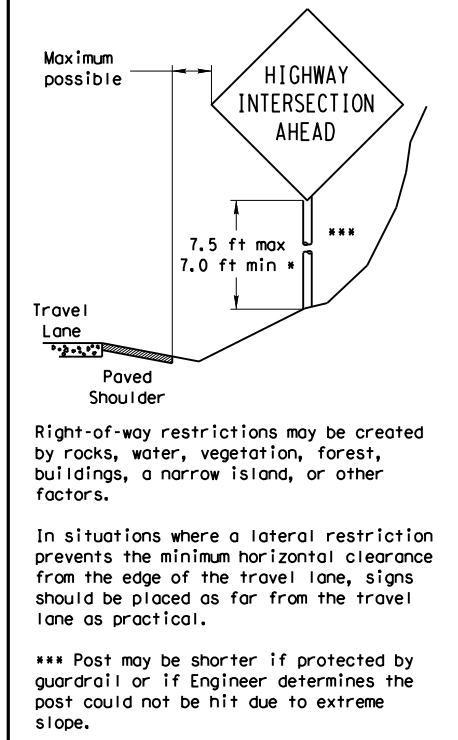 Maximum
possible
HIGHWAY
INTERSECTION
AHEAD
***
7.5 ft max
7.0 ft min *
Travel
Lane
Paved
Shoulder
Right-of-way restrictions may be created
by rocks, water, vegetation, forest,
buildings, a narrow island, or other
factors.
In situations where a lateral restriction
prevents the minimum horizontal clearance
from the edge of the travel lane, signs
should be placed as far from the travel
lane as practical.
*** Post may be shorter if protected by
guardrail or if Engineer determines the
post could not be hit due to extreme
slope.